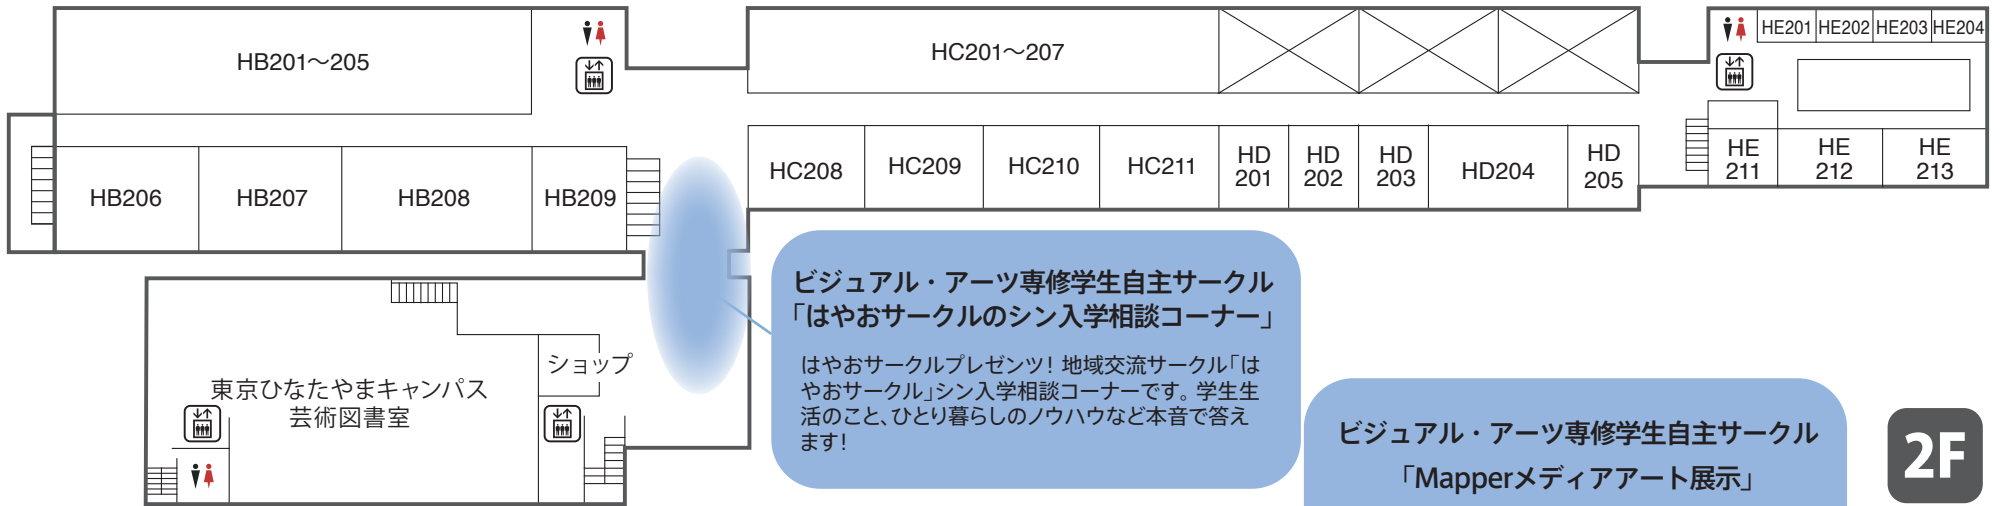 HB201〜205
HC201〜207
HE201 HE202 HE203 HE204
HB206
HB207
HB208
HB209
HC208
HC209
HC210
HC211
HD
201
HD
202
HD
203
HD204
HD
205
HE
211
HE
212
HE
213
ショップ
東京ひなたやまキャンパス
芸術図書室
ビジュアル・アーツ専修学生自主サークル
「はやおサークルのシン入学相談コーナー」
はやおサークルプレゼンツ！地域交流サークル「は
やおサークル」シン入学相談コーナーです。学生生
活のこと、ひとり暮らしのノウハウなど本音で答え
ます！
ビジュアル・アーツ専修学生自主サークル
「Mapperメディアアート展示」
2F